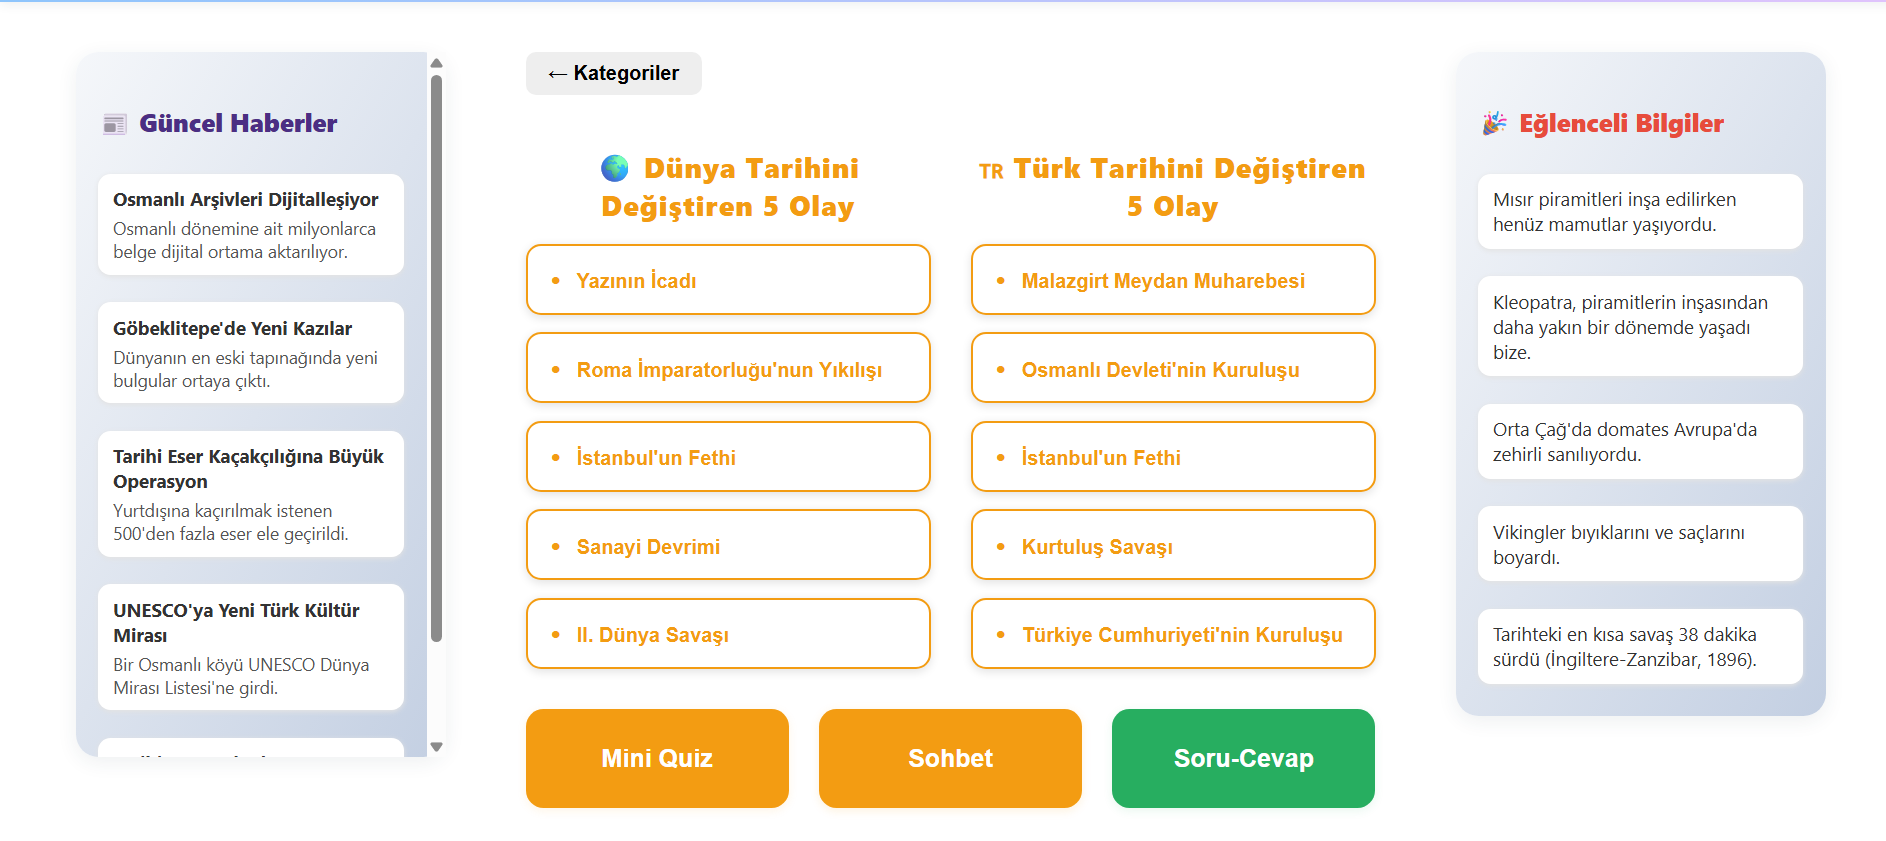 Güncel Haberler
Osmanlı Arşivleri Dijitalleşiyor
Osmanlı dönemine ait milyonlarca
belge dijital ortama aktarılıyor.
Göbeklitepe'de Yeni Kazılar
Dünyanın en eski tapınağında yeni
bulgular ortaya çıktı.
Tarihi Eser Kaçakçılığına Büyük
Operasyon
Yurtdışına kaçırılmak istenen
500'den fazla eser ele geçirildi.
UNESCO'ya Yeni Türk Kültür
Mirası
Bir Osmanlı köyü UNESCO Dünya
Mirası Listesi'ne girdi.
← Kategoriler
Dünya Tarihini
Değiştiren 5 Olay
• Yazının İcadı
• Roma İmparatorluğu'nun Yıkılışı
• İstanbul'un Fethi
• Sanayi Devrimi
• II. Dünya Savaşı
TR Türk Tarihini Değiştiren
5 Olay
• Malazgirt Meydan Muharebesi
• Osmanlı Devleti'nin Kuruluşu
• İstanbul'un Fethi
• Kurtuluş Savaşı
• Türkiye Cumhuriyeti'nin Kuruluşu
Mini Quiz
Sohbet
Soru-Cevap
Eğlenceli Bilgiler
Mısır piramitleri inşa edilirken
henüz mamutlar yaşıyordu.
Kleopatra, piramitlerin inşasından
daha yakın bir dönemde yaşadı
bize.
Orta Çağ'da domates Avrupa'da
zehirli sanılıyordu.
Vikingler bıyıklarını ve saçlarını
boyardı.
Tarihteki en kısa savaş 38 dakika
sürdü (İngiltere-Zanzibar, 1896).